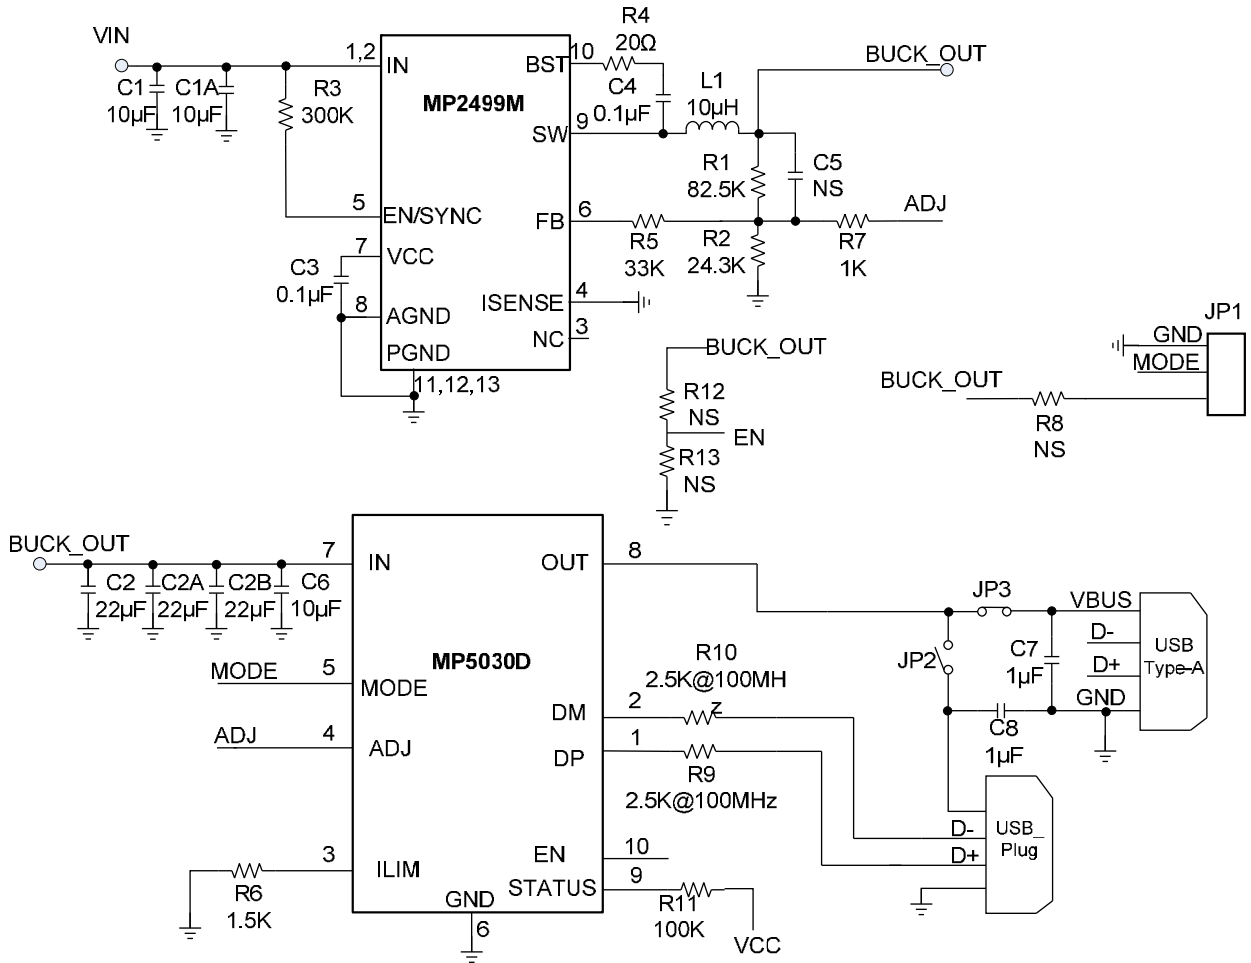 VIN
C1
10µF
C1A
10µF
R3
300K
1,2
IN
MP2499M
5
EN/SYNC
7
VCC
C3
0.1µF
8
AGND
PGND
11,12,13
BST
10
R4
20Ω
C4
0.1µF
SW
9
L1
10µH
BUCK_OUT
R1
82.5K
C5
NS
FB
6
R5
33K
R2
24.3K
R7
1K
ADJ
ISENSE
4
NC
3
BUCK_OUT
R12
NS
EN
R13
NS
JP1
GND
MODE
BUCK_OUT
R8
NS
BUCK_OUT
C2
22µF
C2A
22µF
C2B
22µF
C6
10µF
7
IN
MP5030D
MODE
5
MODE
ADJ
4
ADJ
3
ILIM
R6
1.5K
GND
6
OUT
8
DM
2
R10
2.5K@100MH
z
DP
1
R9
2.5K@100MHz
EN
10
STATUS
9
R11
100K
VCC
JP3
JP2
VBUS
D-
D+
GND
C7
1µF
C8
1µF
USB
Type-A
D-
D+
USB_
Plug